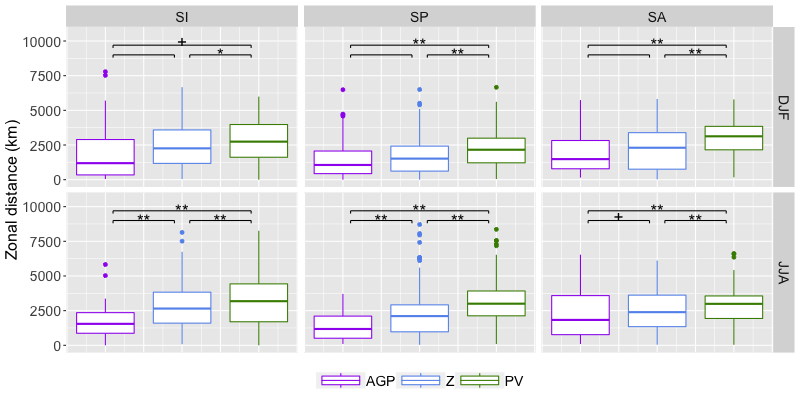 SI SP SA
10000 + ** **
* ** **
7500
5000
2500
0
DJF
10000 ** ** **
** ** ** ** + **
7500
5000
2500
0
JJA
Zonal distance (km)
AGP Z PV